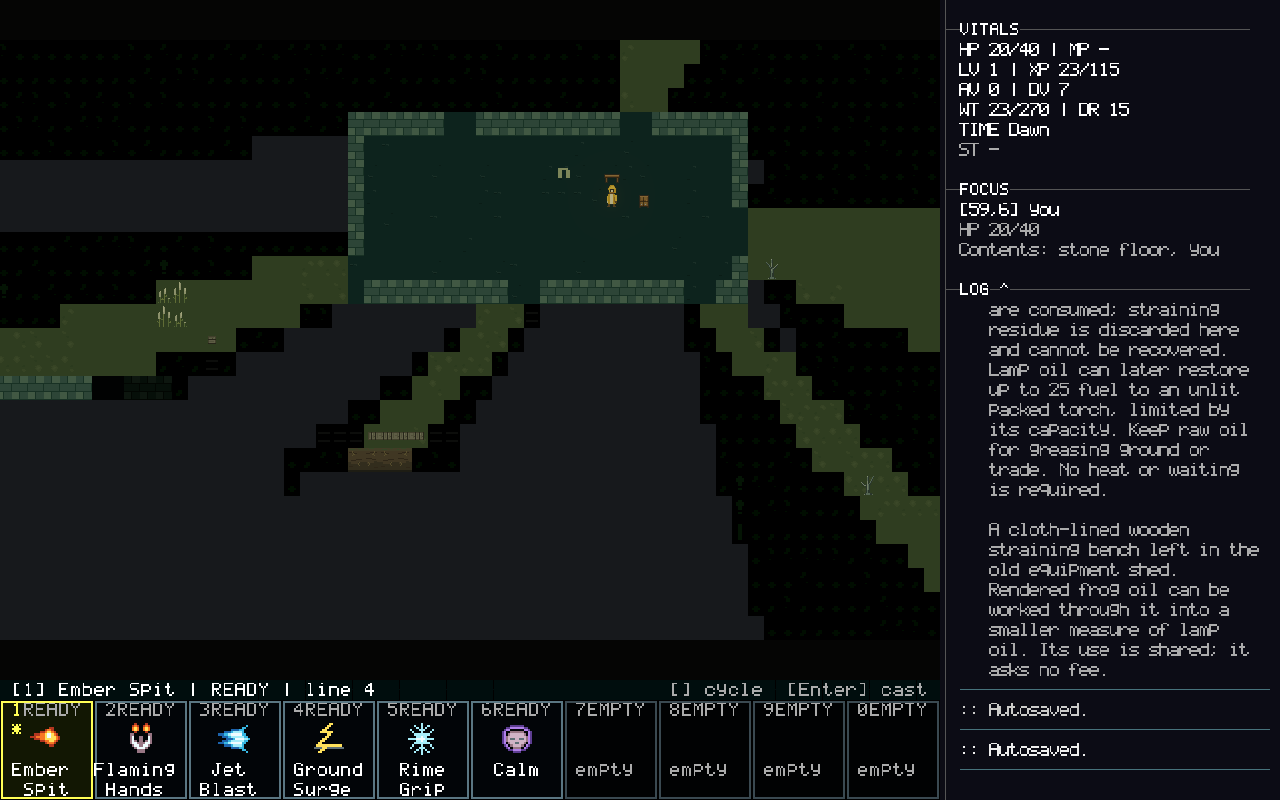 VITALS
HP 20/40 | MP -
LV 1 | XP 23/115
AV 0 | DV 7
WT 23/270 | DR 15
TIME Dawn
ST -
FOCUS
[59,6] You
HP 20/40
Contents: stone floor, You
LOG ^
are consumed; straining
residue is discarded here
and cannot be recovered.
Lamp oil can later restore
up to 25 fuel to an unlit
packed torch, limited by
its capacity. Keep raw oil
for greasing ground or
trade. No heat or waiting
is required.
A cloth-lined wooden
straining bench left in the
old equipment shed.
Rendered frog oil can be
worked through it into a
smaller measure of lamp
oil. Its use is shared; it
asks no fee.
:: Autosaved.
:: Autosaved.
n
[1] Ember Spit | READY | line 4
[] cycle [Enter] cast
1READY 2READY 3READY 4READY 5READY 6READY 7EMPTY 8EMPTY 9EMPTY 0EMPTY
*
Ember Flaming Jet Ground Rime Calm empty empty empty empty
Spit Hands Blast Surge Grip